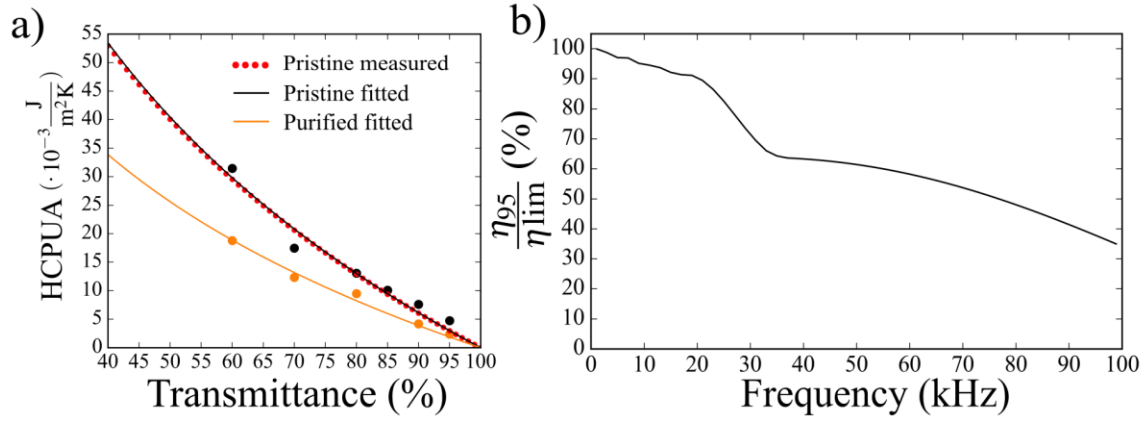 a)
HCPUA (·10⁻³ J/m²K)
55
50
45
40
35
30
25
20
15
10
5
0
Pristine measured
Pristine fitted
Purified fitted
40 45 50 55 60 65 70 75 80 85 90 95 100
Transmittance (%)
b)
η95/ηlim (%)
100
90
80
70
60
50
40
30
20
10
0
0 10 20 30 40 50 60 70 80 90 100
Frequency (kHz)